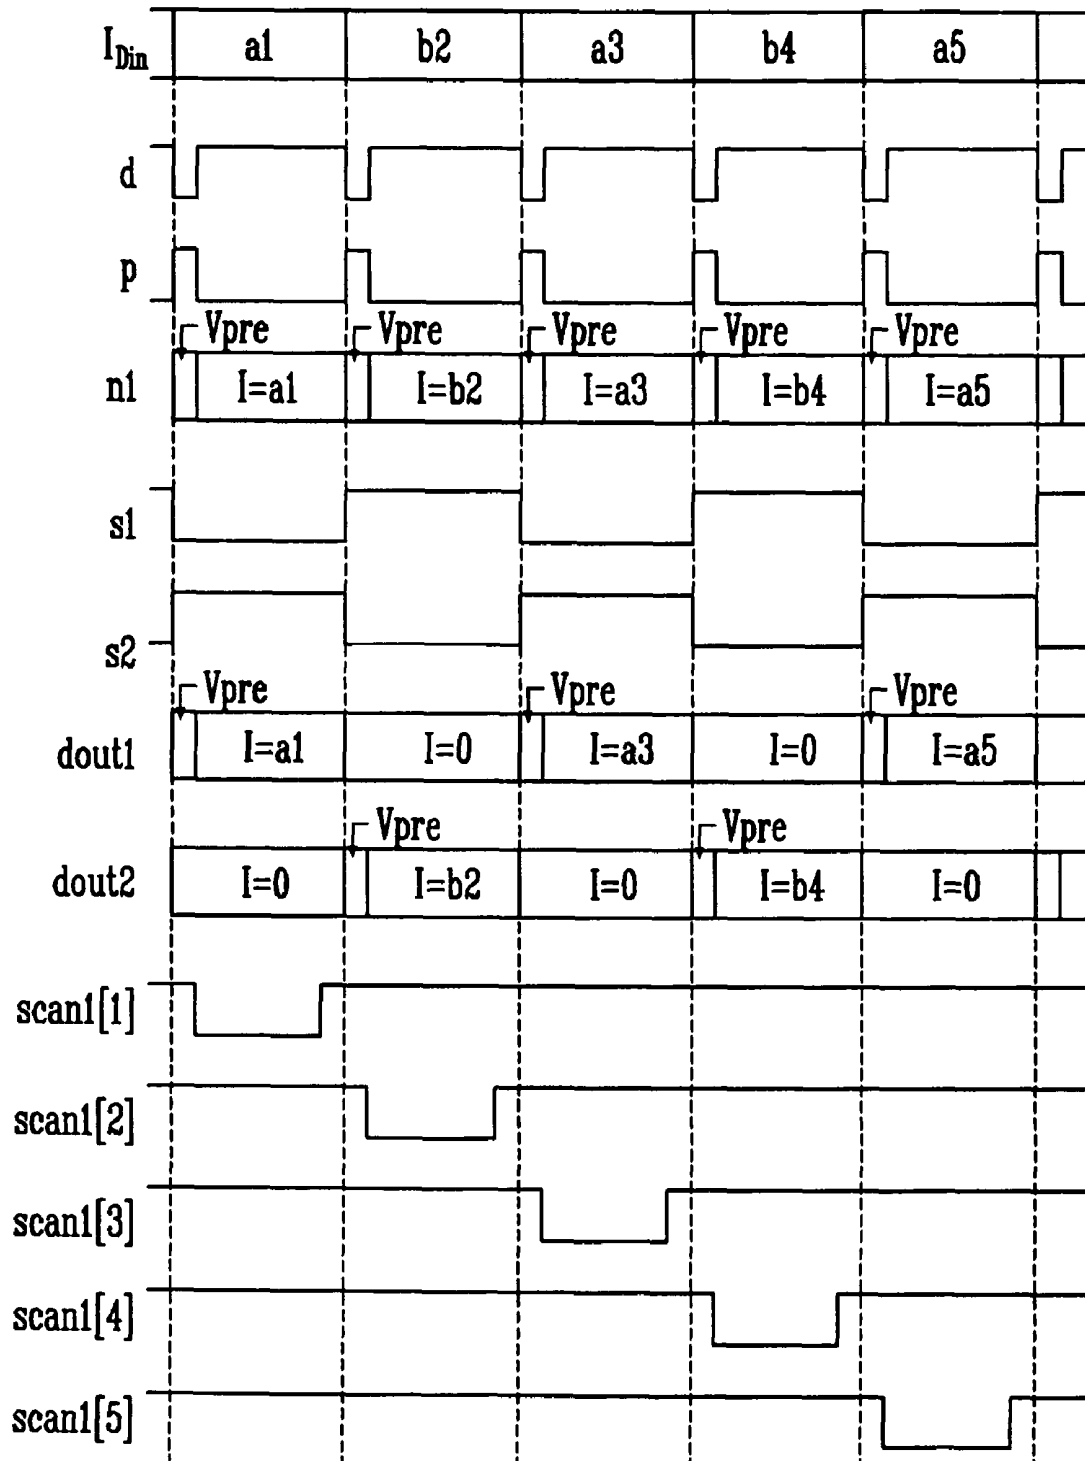 I_Din a1 b2 a3 b4 a5
d
p
Vpre Vpre Vpre Vpre Vpre
n1 I=a1 I=b2 I=a3 I=b4 I=a5
s1
s2
Vpre Vpre Vpre
dout1 I=a1 I=0 I=a3 I=0 I=a5
Vpre Vpre
dout2 I=0 I=b2 I=0 I=b4 I=0
scan1[1]
scan1[2]
scan1[3]
scan1[4]
scan1[5]